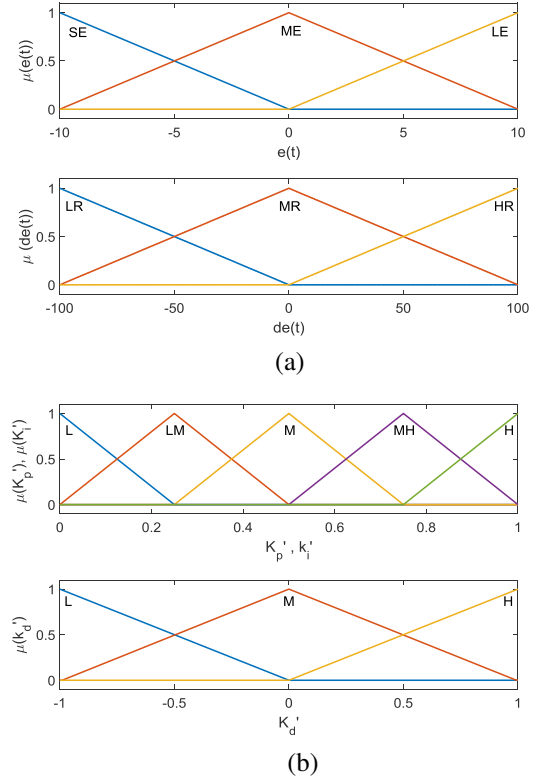 μ(e(t))
1
0.5
0
SE
ME
LE
-10
-5
0
5
10
e(t)
μ (de(t))
1
0.5
0
LR
MR
HR
-100
-50
0
50
100
de(t)
(a)
μ(Kp'), μ(Ki')
1
0.5
0
L
LM
M
MH
H
0
0.2
0.4
0.6
0.8
1
Kp' , ki'
μ(kd')
1
0.5
0
L
M
H
-1
-0.5
0
0.5
1
Kd'
(b)